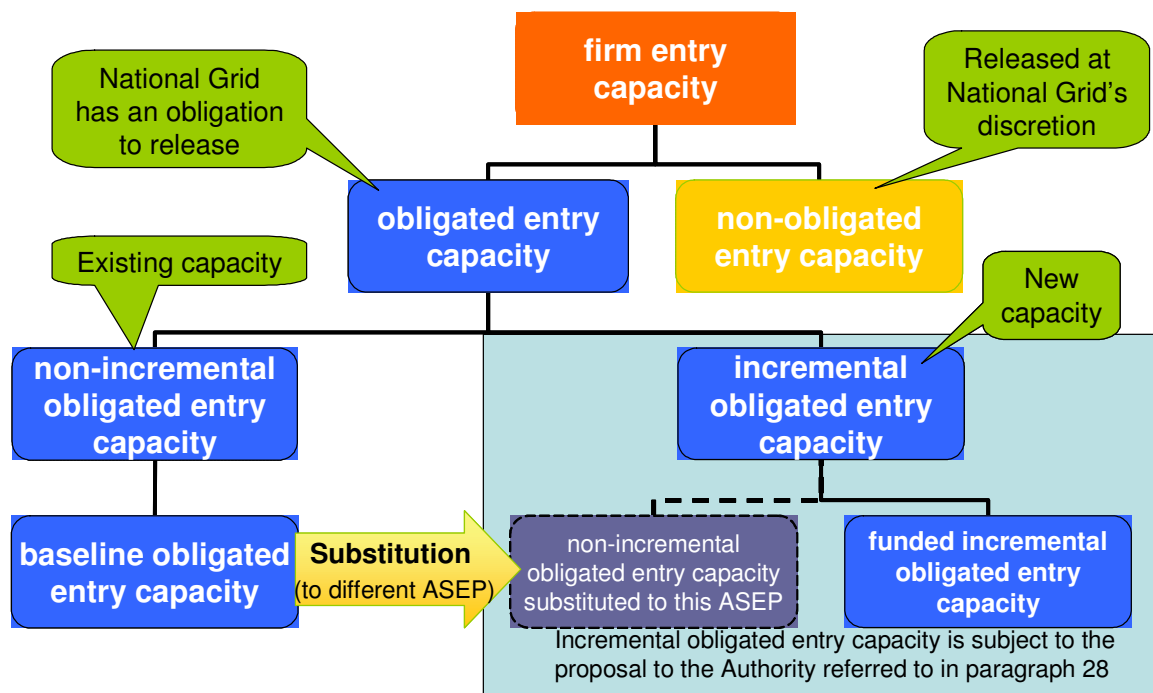 firm entry
capacity
National Grid
has an obligation
to release
Released at
National Grid's
discretion
obligated entry
capacity
non-obligated
entry capacity
Existing capacity
New
capacity
non-incremental
obligated entry
capacity
incremental
obligated entry
capacity
baseline obligated
entry capacity
Substitution
(to different ASEP)
non-incremental
obligated entry capacity
substituted to this ASEP
funded incremental
obligated entry
capacity
Incremental obligated entry capacity is subject to the
proposal to the Authority referred to in paragraph 28